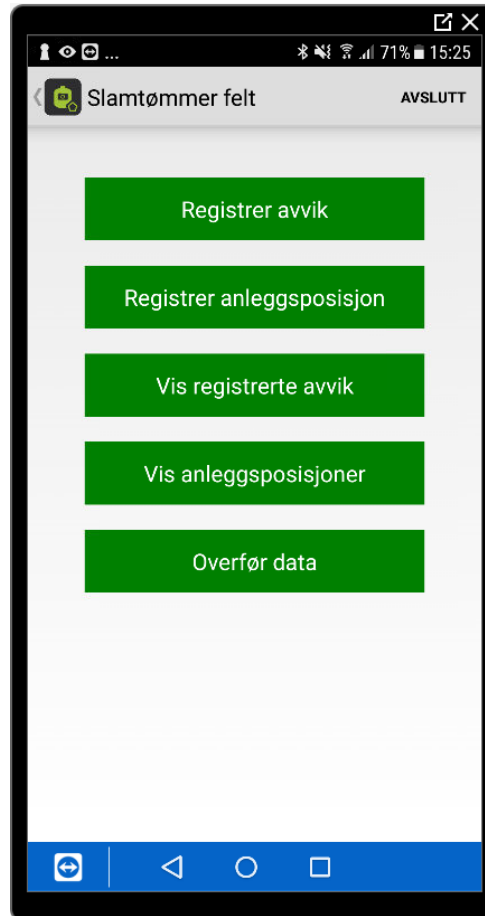 ... 71% 15:25
Slamtømmer felt AVSLUTT
Registrer avvik
Registrer anleggsposisjon
Vis registrerte avvik
Vis anleggsposisjoner
Overfør data